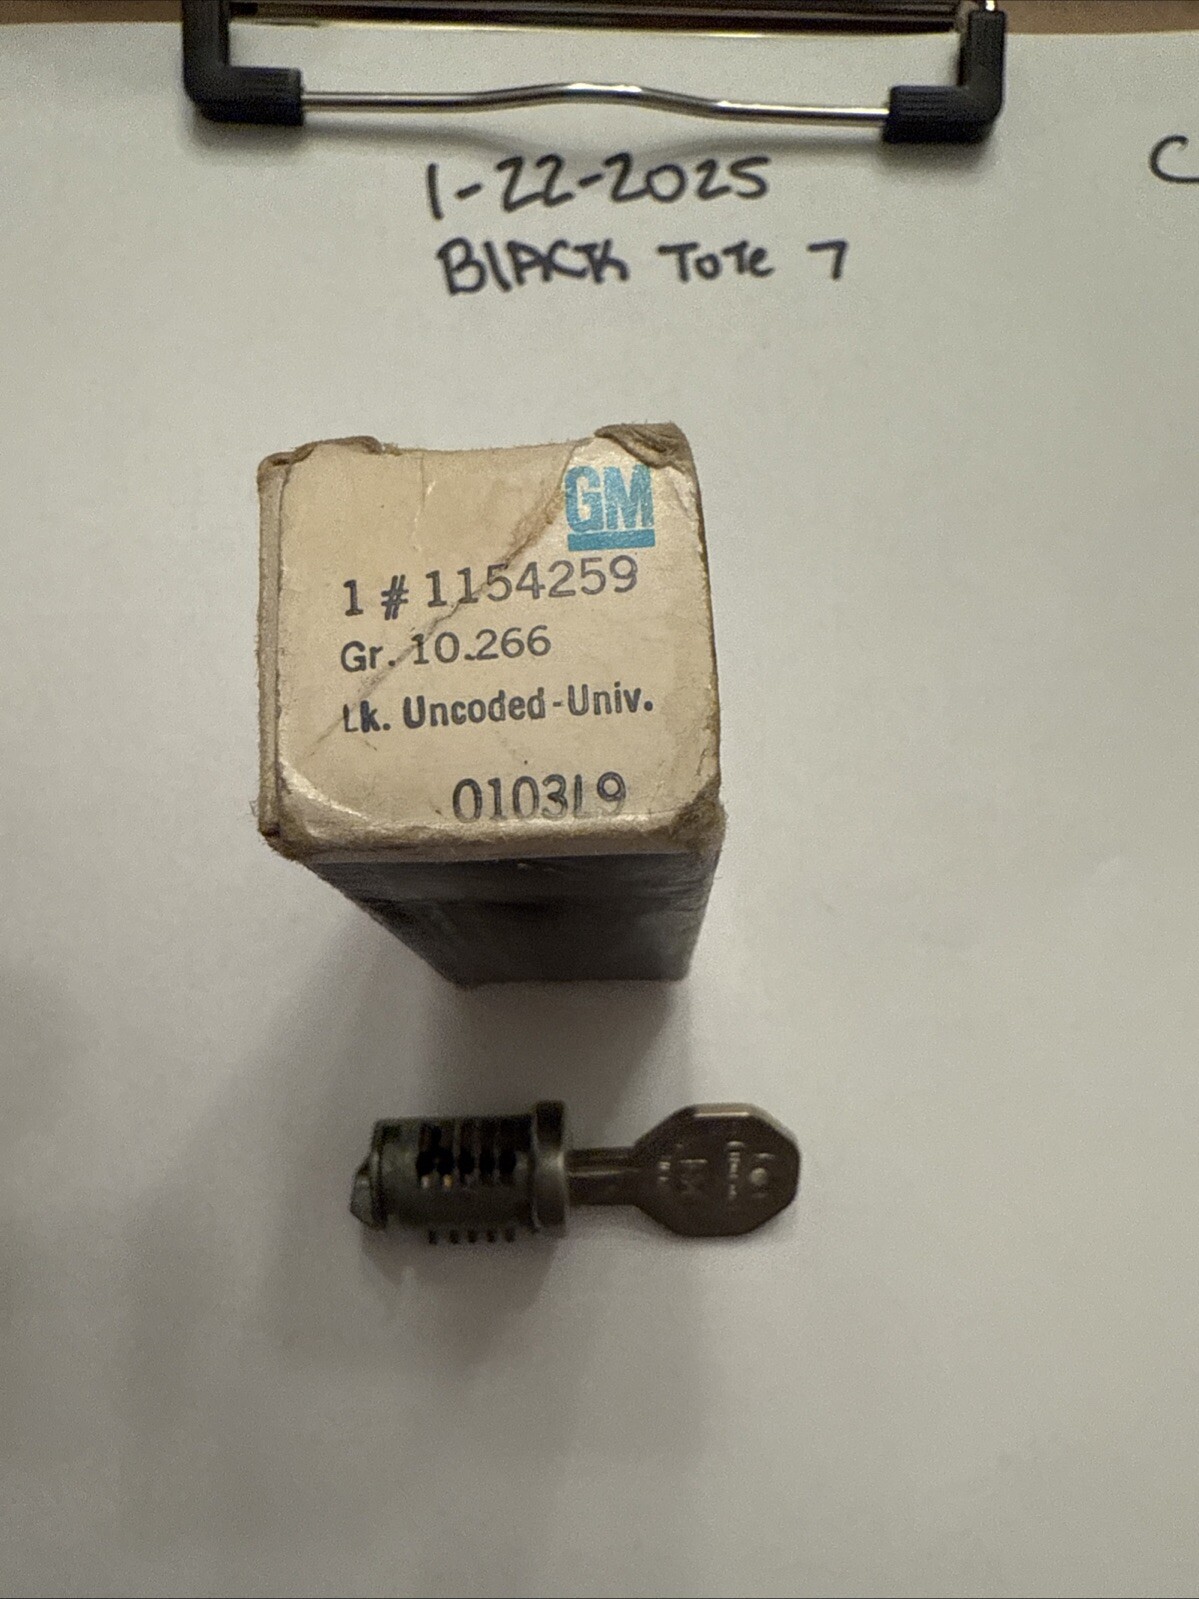 1-22-2025
BlACK ToTe 7
C
GM
1 # 1154259
Gr. 10.266
Lk. Uncoded-Univ.
0103L9